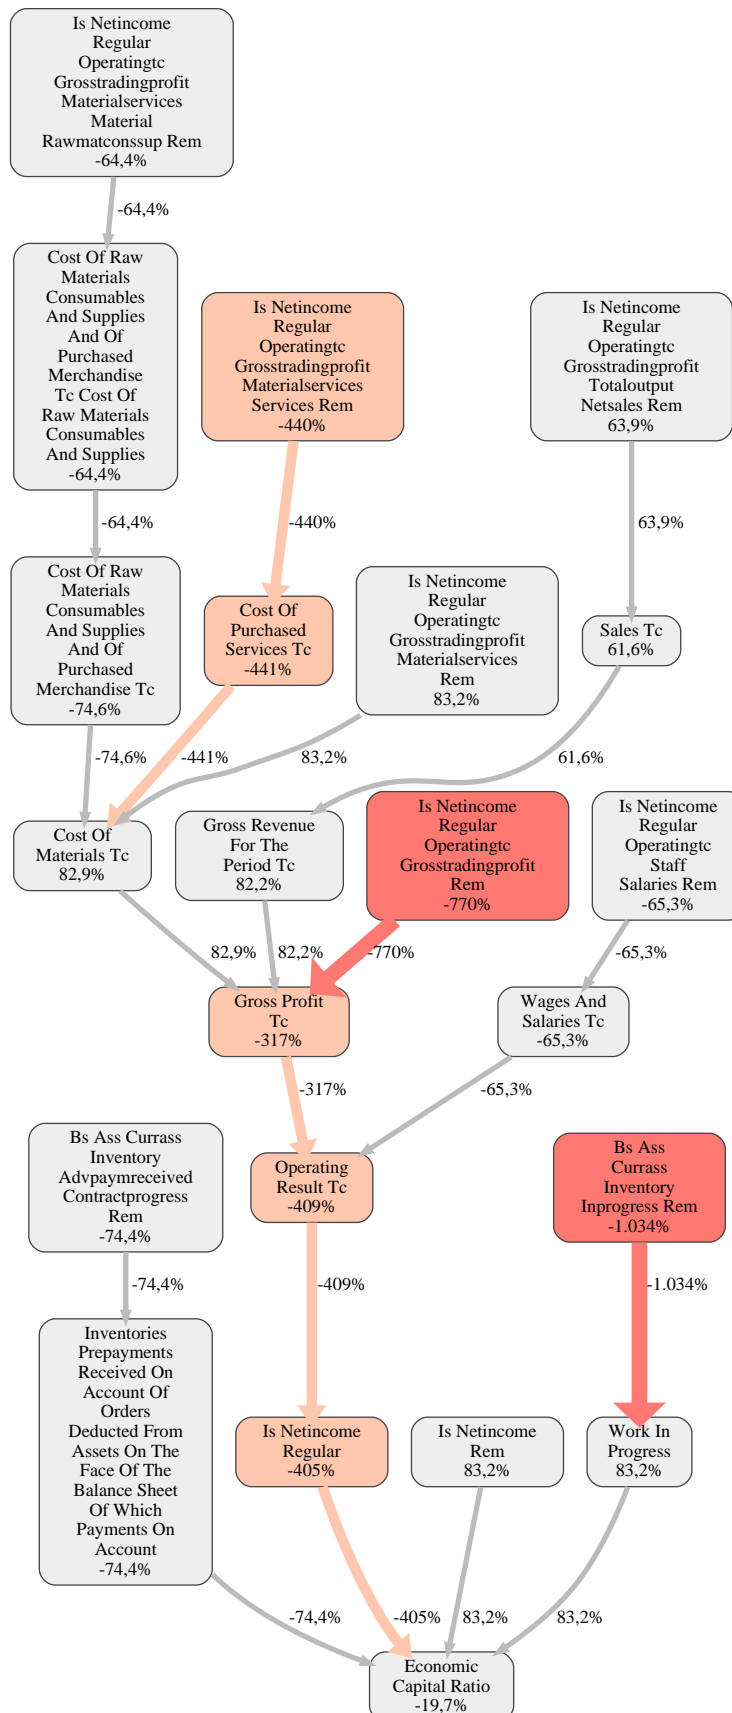 Is Netincome
Regular
Operatingtc
Grosstradingprofit
Materialservices
Material
Rawmatconssup Rem
-64,4%
-64,4%
Cost Of Raw
Materials
Consumables
And Supplies
And Of
Purchased
Merchandise
Tc Cost Of
Raw Materials
Consumables
And Supplies
-64,4%
Is Netincome
Regular
Operatingtc
Grosstradingprofit
Materialservices
Services Rem
-440%
Is Netincome
Regular
Operatingtc
Grosstradingprofit
Totaloutput
Netsales Rem
63,9%
-64,4%
-440%
63,9%
Cost Of Raw
Materials
Consumables
And Supplies
And Of
Purchased
Merchandise Tc
-74,6%
Cost Of
Purchased
Services Tc
-441%
Is Netincome
Regular
Operatingtc
Grosstradingprofit
Materialservices
Rem
83,2%
Sales Tc
61,6%
-74,6%
-441%
83,2%
61,6%
Cost Of
Materials Tc
82,9%
Gross Revenue
For The
Period Tc
82,2%
Is Netincome
Regular
Operatingtc
Grosstradingprofit
Rem
-770%
Is Netincome
Regular
Operatingtc
Staff
Salaries Rem
-65,3%
82,9%
82,2%
-770%
-65,3%
Gross Profit
Tc
-317%
Wages And
Salaries Tc
-65,3%
-317%
-65,3%
Bs Ass Currass
Inventory
Advpaymreceived
Contractprogress
Rem
-74,4%
Operating
Result Tc
-409%
Bs Ass
Currass
Inventory
Inprogress Rem
-1.034%
-74,4%
-409%
-1.034%
Inventories
Prepayments
Received On
Account Of
Orders
Deducted From
Assets On The
Face Of The
Balance Sheet
Of Which
Payments On
Account
-74,4%
Is Netincome
Regular
-405%
Is Netincome
Rem
83,2%
Work In
Progress
83,2%
-74,4%
-405%
83,2%
83,2%
Economic
Capital Ratio
-19,7%